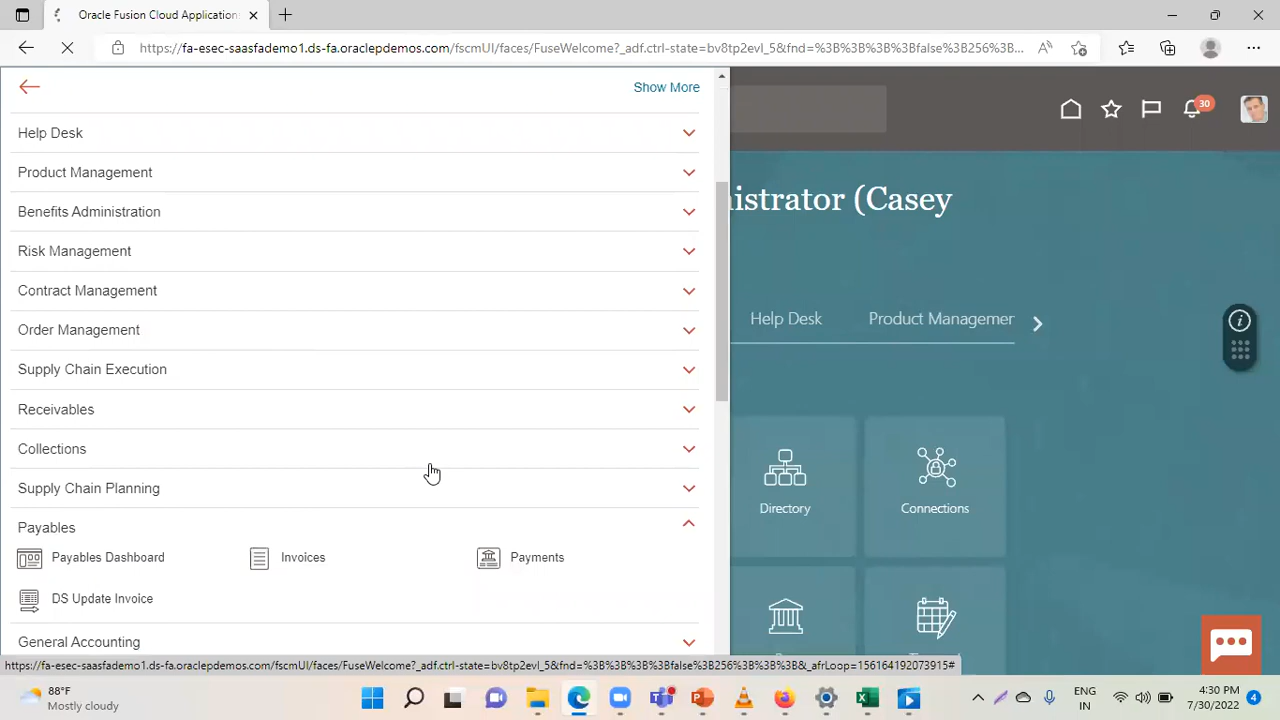 Oracle Fusion Cloud Application
https://fa-esec-saasfademo1.ds-fa.oraclepdemos.com/fscmUI/faces/FuseWelcome?_adf.ctrl-state=bv8tp2evl_5&fnd=%3B%3B%3B%3Bfalse%3B256%3B%3B...
Show More
30
Help Desk
Product Management
Benefits Administration
Risk Management
Contract Management
Order Management
Supply Chain Execution
Receivables
Collections
Supply Chain Planning
Payables
Payables Dashboard Invoices Payments
DS Update Invoice
General Accounting
nistrator (Casey
Help Desk Product Managemer
Directory Connections
https://fa-esec-saasfademo1.ds-fa.oraclepdemos.com/fscmUI/faces/FuseWelcome?_adf.ctrl-state=bv8tp2evl_5&fnd=%3B%3B%3B%3Bfalse%3B256%3B%3B%3B&_afrLoop=156164192073915#
88°F
Mostly cloudy
ENG
IN
4:30 PM
7/30/2022
4